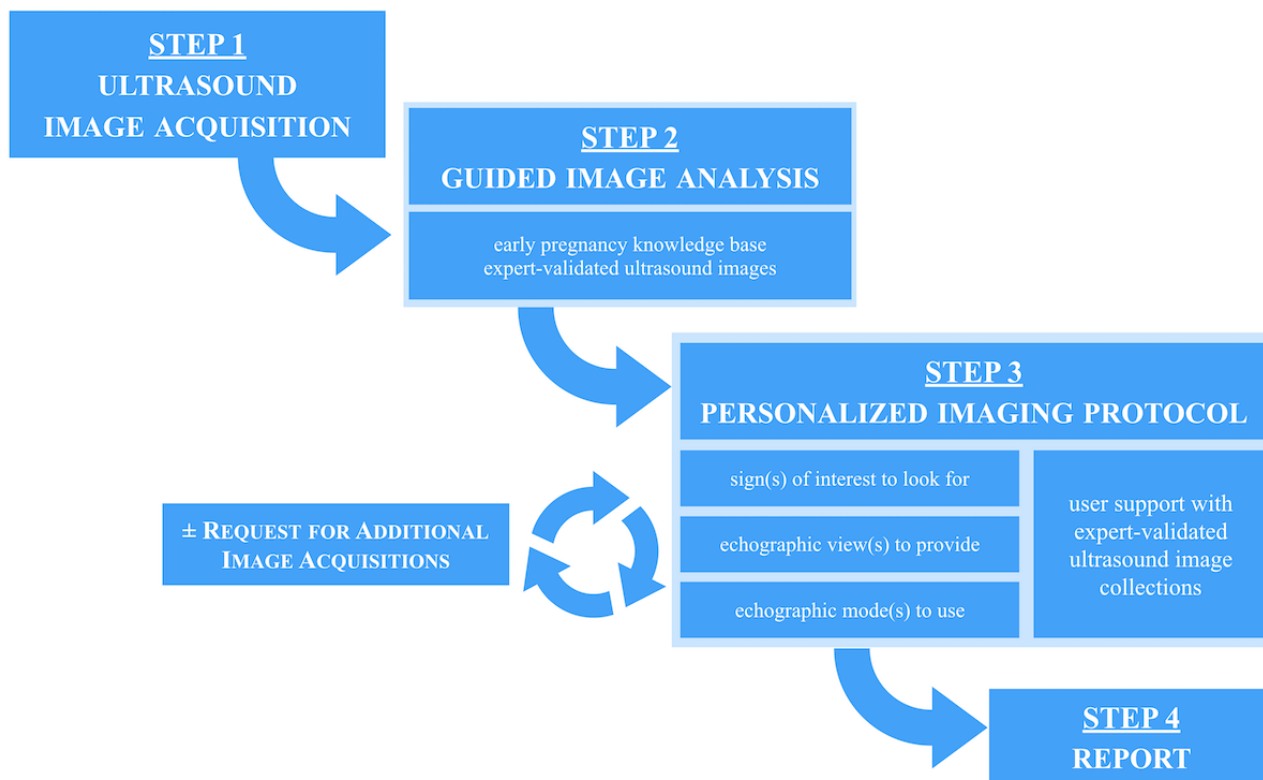 STEP 1
ULTRASOUND
IMAGE ACQUISITION
STEP 2
GUIDED IMAGE ANALYSIS
early pregnancy knowledge base
expert-validated ultrasound images
STEP 3
PERSONALIZED IMAGING PROTOCOL
sign(s) of interest to look for
echographic view(s) to provide
echographic mode(s) to use
user support with
expert-validated
ultrasound image
collections
± REQUEST FOR ADDITIONAL
IMAGE ACQUISITIONS
STEP 4
REPORT